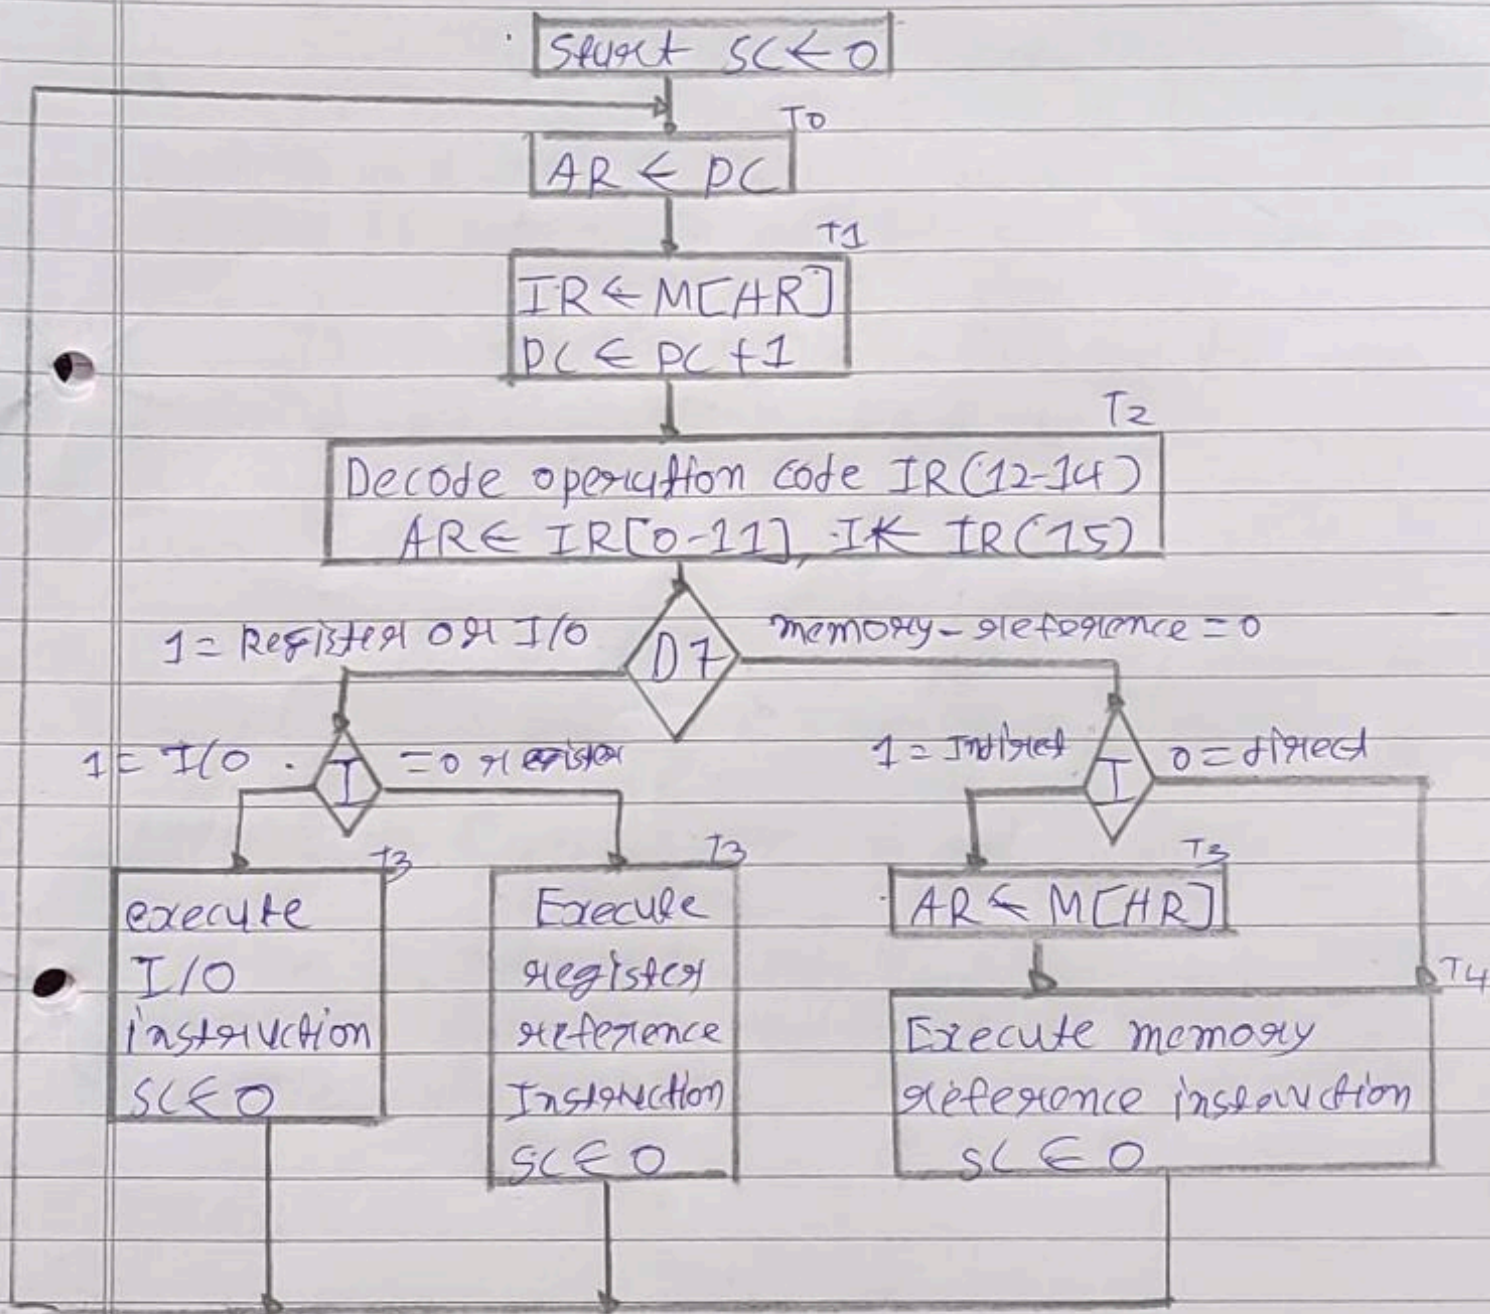 Start SC ← 0
T0
AR ← PC
T1
IR ← M[AR]
PC ← PC +1
T2
Decode operation code IR(12-14)
AR ← IR[0-11], I ← IR(15)
1 = Register or I/O
D7
memory-reference = 0
1 = I/O
I
= 0 register
1 = Indirect
I
0 = direct
T3
execute
I/O
instruction
SC ← 0
T3
Execute
register
reference
Instruction
SC ← 0
T3
AR ← M[AR]
T4
Execute memory
reference instruction
SC ← 0